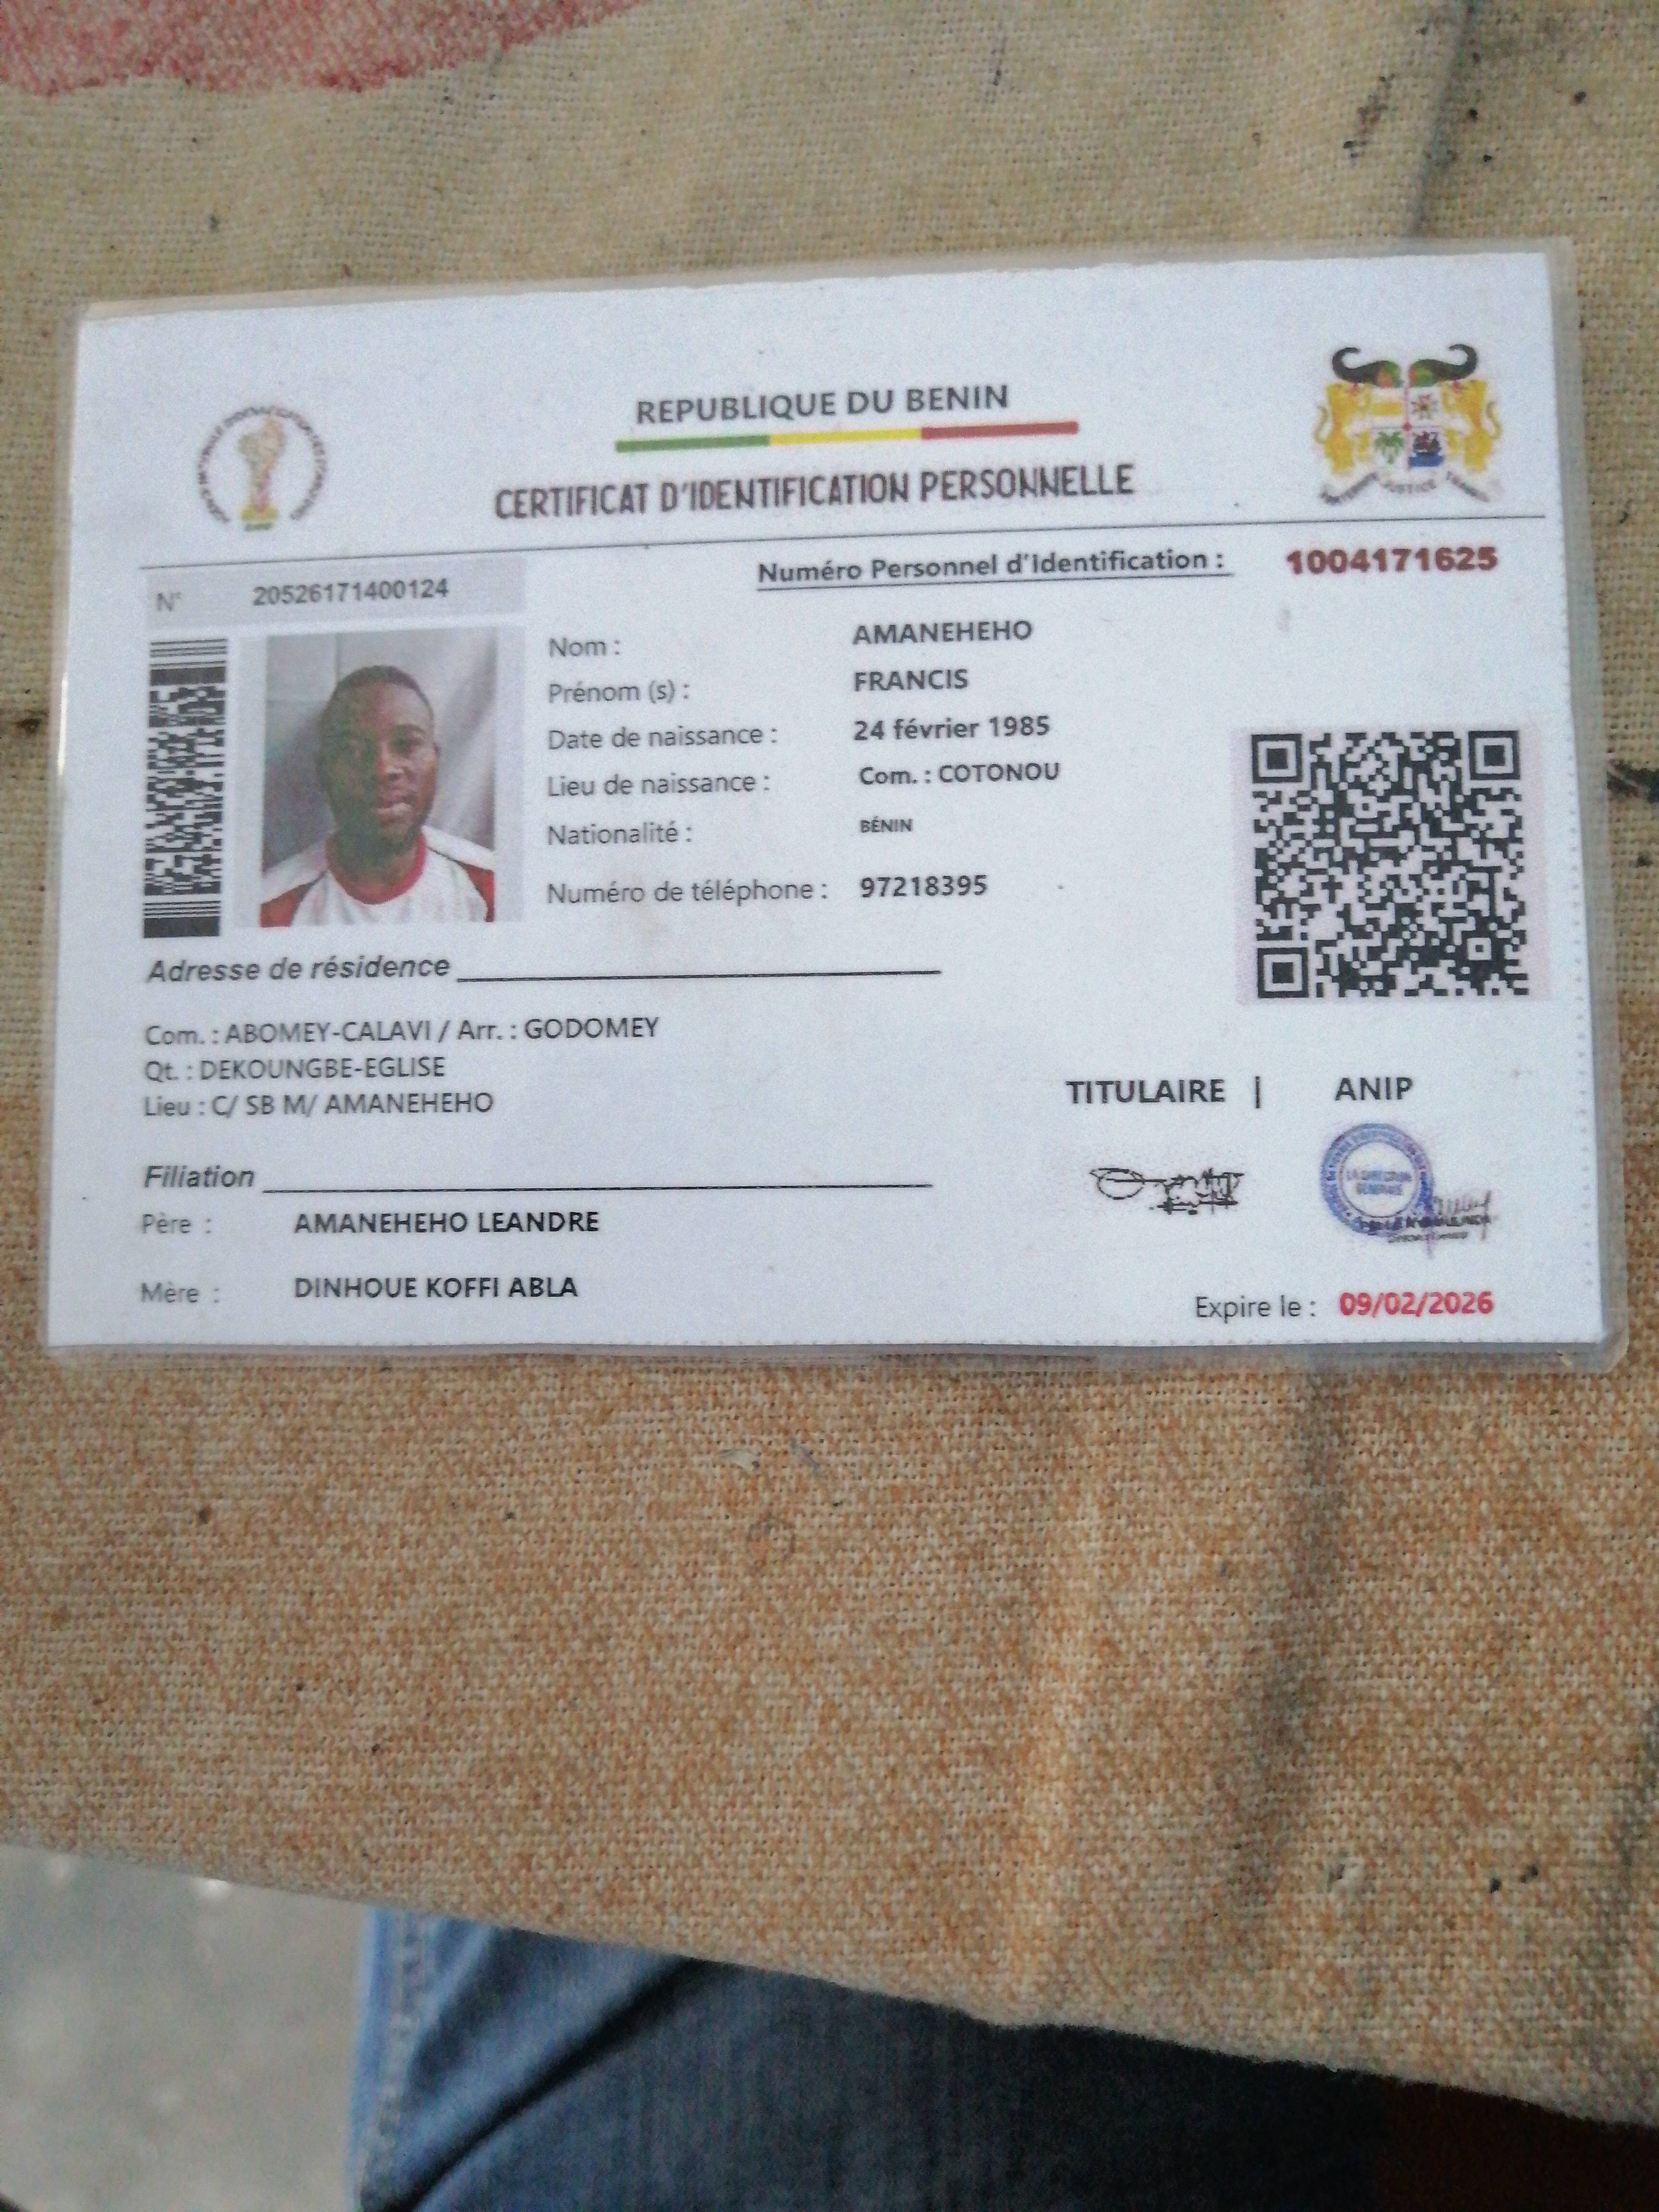 REPUBLIQUE DU BENIN
CERTIFICAT D'IDENTIFICATION PERSONNELLE
Numéro Personnel d'Identification : 1004171625
N° 20526171400124
Nom : AMANEHEHO
Prénom (s) : FRANCIS
Date de naissance : 24 février 1985
Lieu de naissance : Com. : COTONOU
Nationalité : BÉNIN
Numéro de téléphone : 97218395
Adresse de résidence
Com. : ABOMEY-CALAVI / Arr. : GODOMEY
Qt. : DEKOUNGBE-EGLISE
Lieu : C/ SB M/ AMANEHEHO
TITULAIRE | ANIP
LA DIRECTION
GENERALE
Filiation
Père : AMANEHEHO LEANDRE
Mère : DINHOUE KOFFI ABLA
Expire le : 09/02/2026